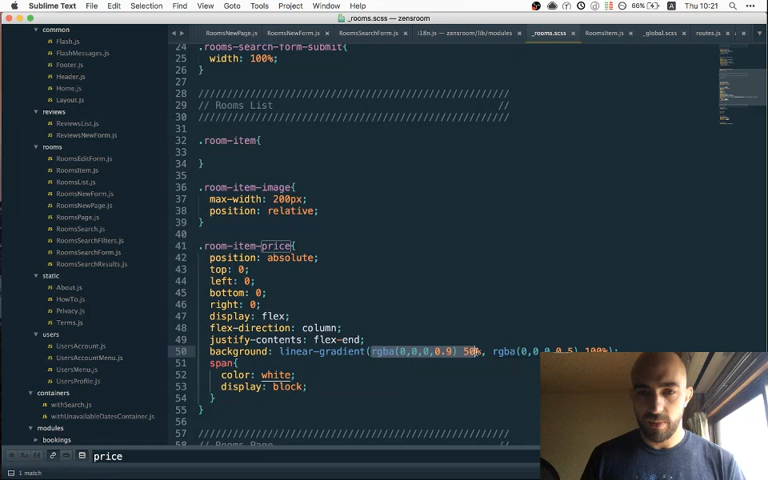 Sublime Text File Edit Selection Find View Goto Tools Project Window Help 66% Thu 10:21
_rooms.scss — zensroom
common
Flash.js
FlashMessages.js
Footer.js
Header.js
Home.js
Layout.js
reviews
ReviewsList.js
ReviewsNewForm.js
rooms
RoomsEditForm.js
RoomsItem.js
RoomsList.js
RoomsNewForm.js
RoomsNewPage.js
RoomsPage.js
RoomsSearch.js
RoomsSearchFilters.js
RoomsSearchForm.js
RoomsSearchResults.js
static
About.js
HowTo.js
Privacy.js
Terms.js
users
UsersAccount.js
UsersAccountMenu.js
UsersMenu.js
UsersProfile.js
containers
withSearch.js
withUnavailableDatesContainer.js
modules
bookings
RoomsNewPage.js RoomsNewForm.js RoomsSearchForm.js i18n.js — zensroom/lib/modules _rooms.scss RoomsItem.js _global.scss routes.js
24 .rooms-search-form-submit{
25 width: 100%;
26 }
27
28 /////////////////////////////////////////////////////
29 // Rooms List //
30 /////////////////////////////////////////////////////
31
32 .room-item{
33
34 }
35
36 .room-item-image{
37 max-width: 200px;
38 position: relative;
39 }
40
41 .room-item-price{
42 position: absolute;
43 top: 0;
44 left: 0;
45 bottom: 0;
46 right: 0;
47 display: flex;
48 flex-direction: column;
49 justify-contents: flex-end;
50 background: linear-gradient(rgba(0,0,0,0.9) 50%, rgba(0,0,0,0.5) 100%);
51 span{
52 color: white;
53 display: block;
54 }
55 }
56
57 /////////////////////////////////////////////////////
58 // Rooms Page
price
1 match